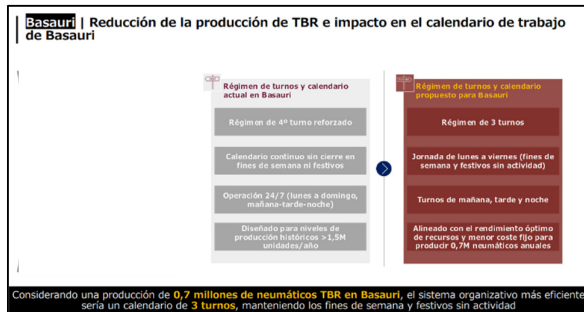 Basauri | Reducción de la producción de TBR e impacto en el calendario de trabajo
de Basauri
Régimen de turnos y calendario
actual en Basauri
Régimen de 4º turno reforzado
Calendario continuo sin cierre en
fines de semana ni festivos
Operación 24/7 (lunes a domingo,
mañana-tarde-noche)
Diseñado para niveles de
producción históricos >1,5M
unidades/año
Régimen de turnos y calendario
propuesto para Basauri
Régimen de 3 turnos
Jornada de lunes a viernes (fines de
semana y festivos sin actividad)
Turnos de mañana, tarde y noche
Alineado con el rendimiento óptimo
de recursos y menor coste fijo para
producir 0,7M neumáticos anuales
Considerando una producción de 0,7 millones de neumáticos TBR en Basauri, el sistema organizativo más eficiente
sería un calendario de 3 turnos, manteniendo los fines de semana y festivos sin actividad